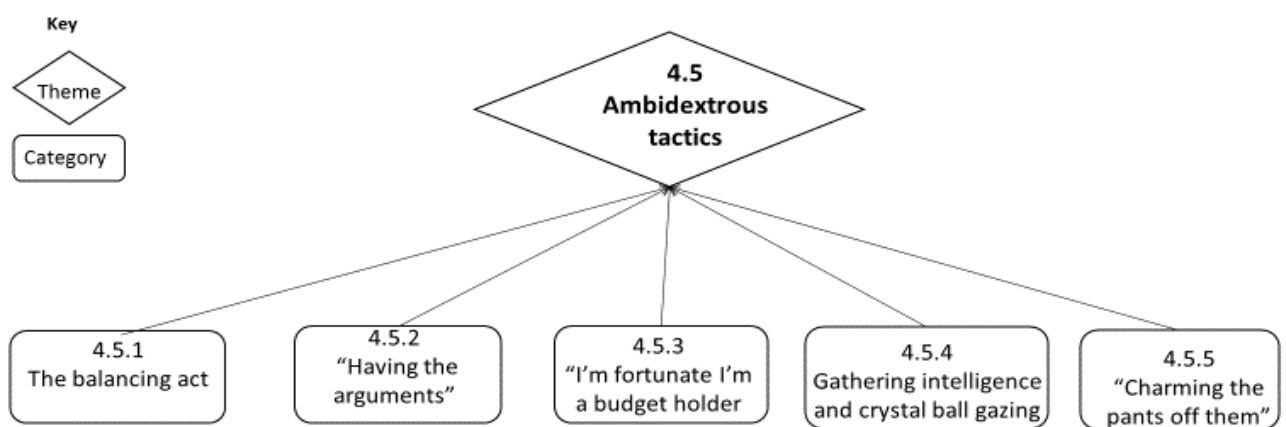 Key
Theme
Category
4.5
Ambidextrous
tactics
4.5.1
The balancing act
4.5.2
“Having the
arguments”
4.5.3
“I’m fortunate I’m
a budget holder
4.5.4
Gathering intelligence
and crystal ball gazing
4.5.5
“Charming the
pants off them”